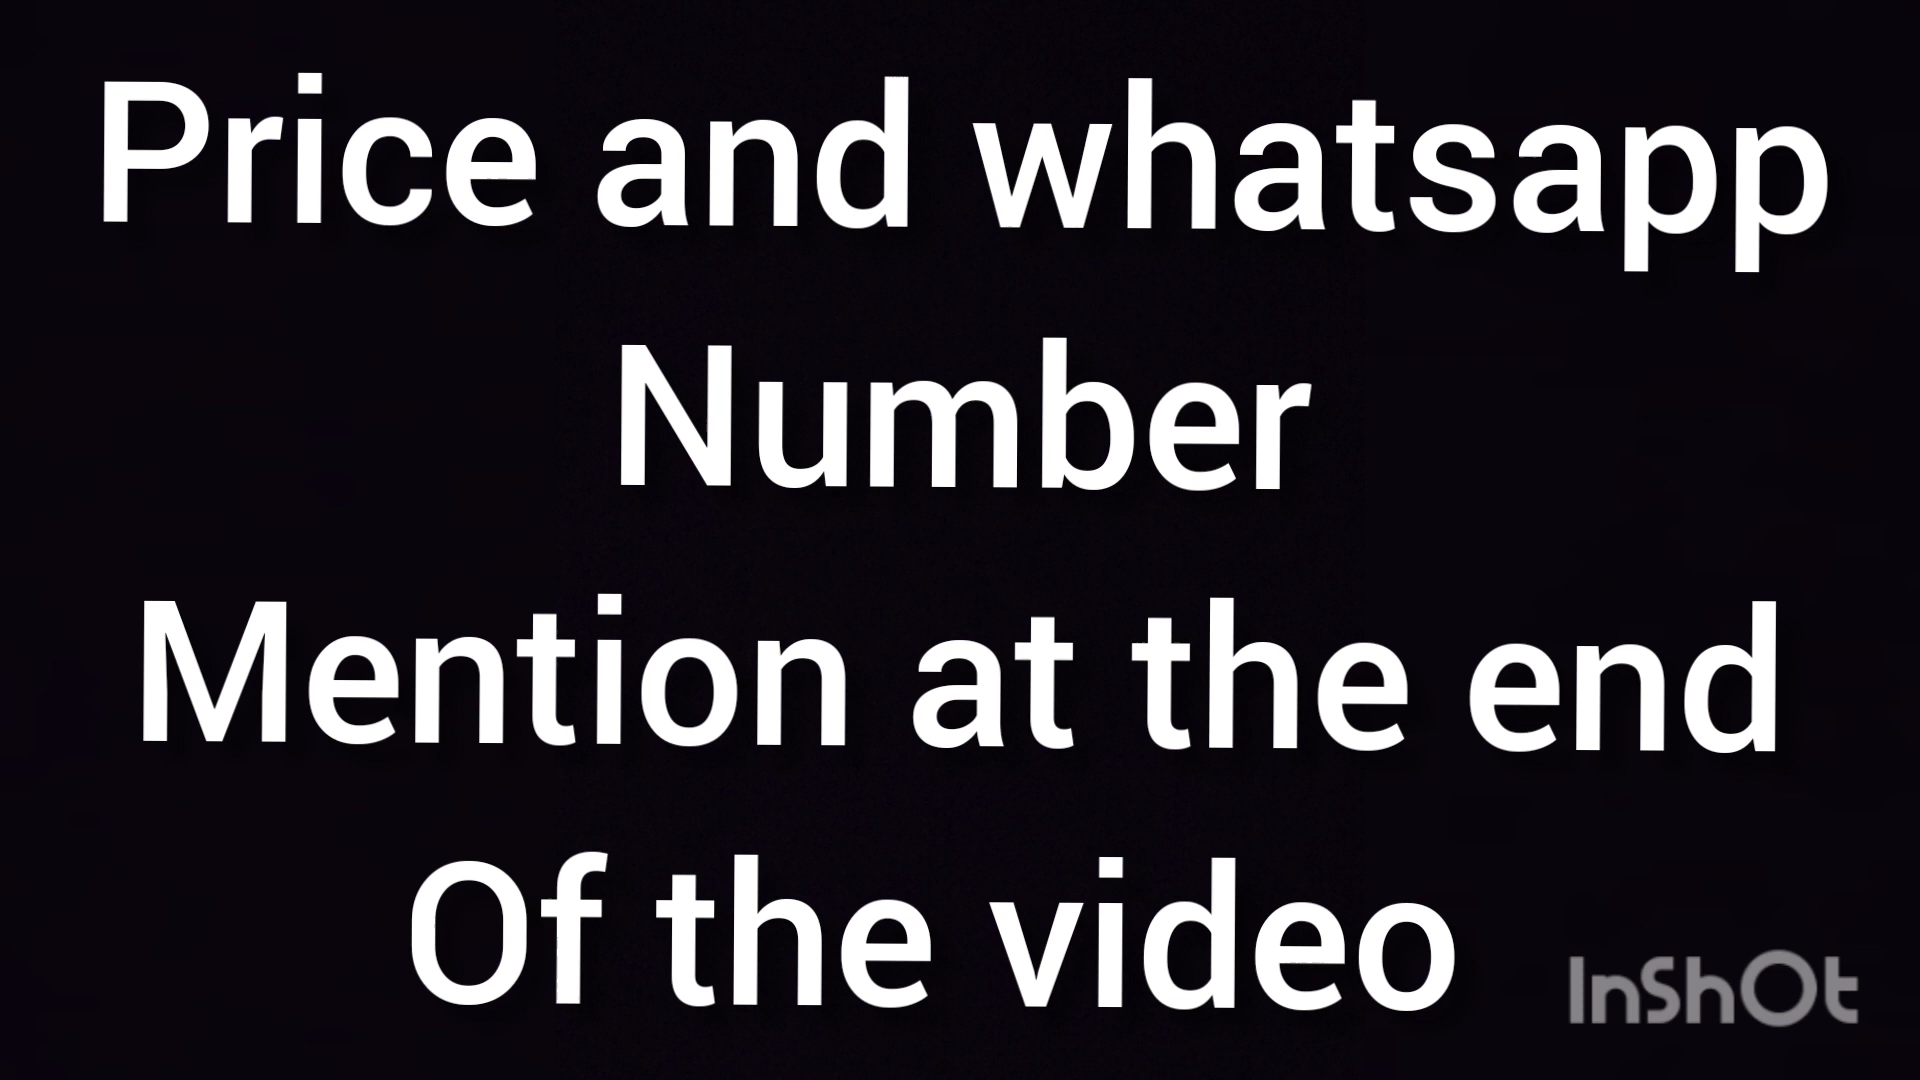 Price and whatsapp
Number
Mention at the end
Of the video
InShOt